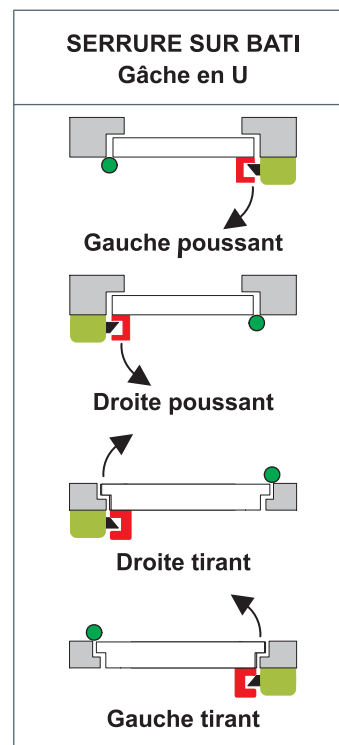 SERRURE SUR BATI
Gâche en U
Gauche poussant
Droite poussant
Droite tirant
Gauche tirant